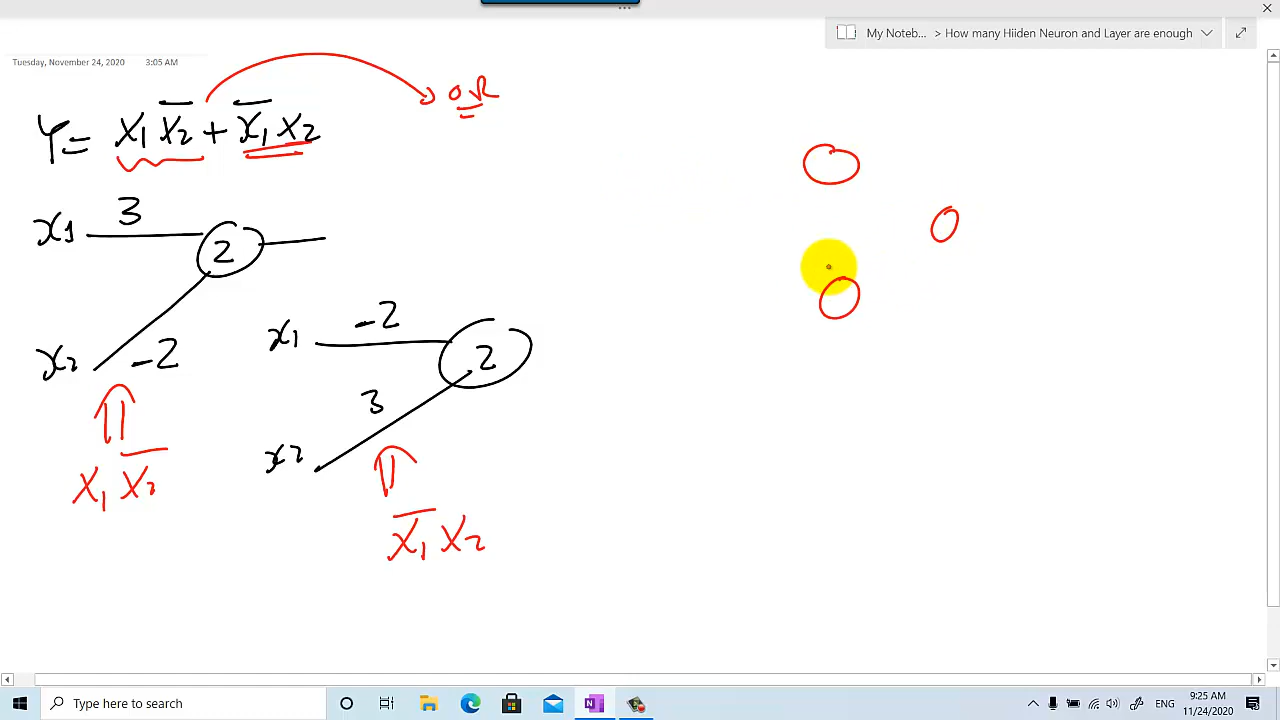 My Noteb... > How many Hiiden Neuron and Layer are enough
Tuesday, November 24, 2020 3:05 AM
Y = X1 X̅2̅ + X̅1̅ X2
OR
x1 3 2
x2 -2
x1 -2 2
3
x2
X1 X̅2̅
X̅1̅ X2
Type here to search
ENG
9:25 AM
11/24/2020